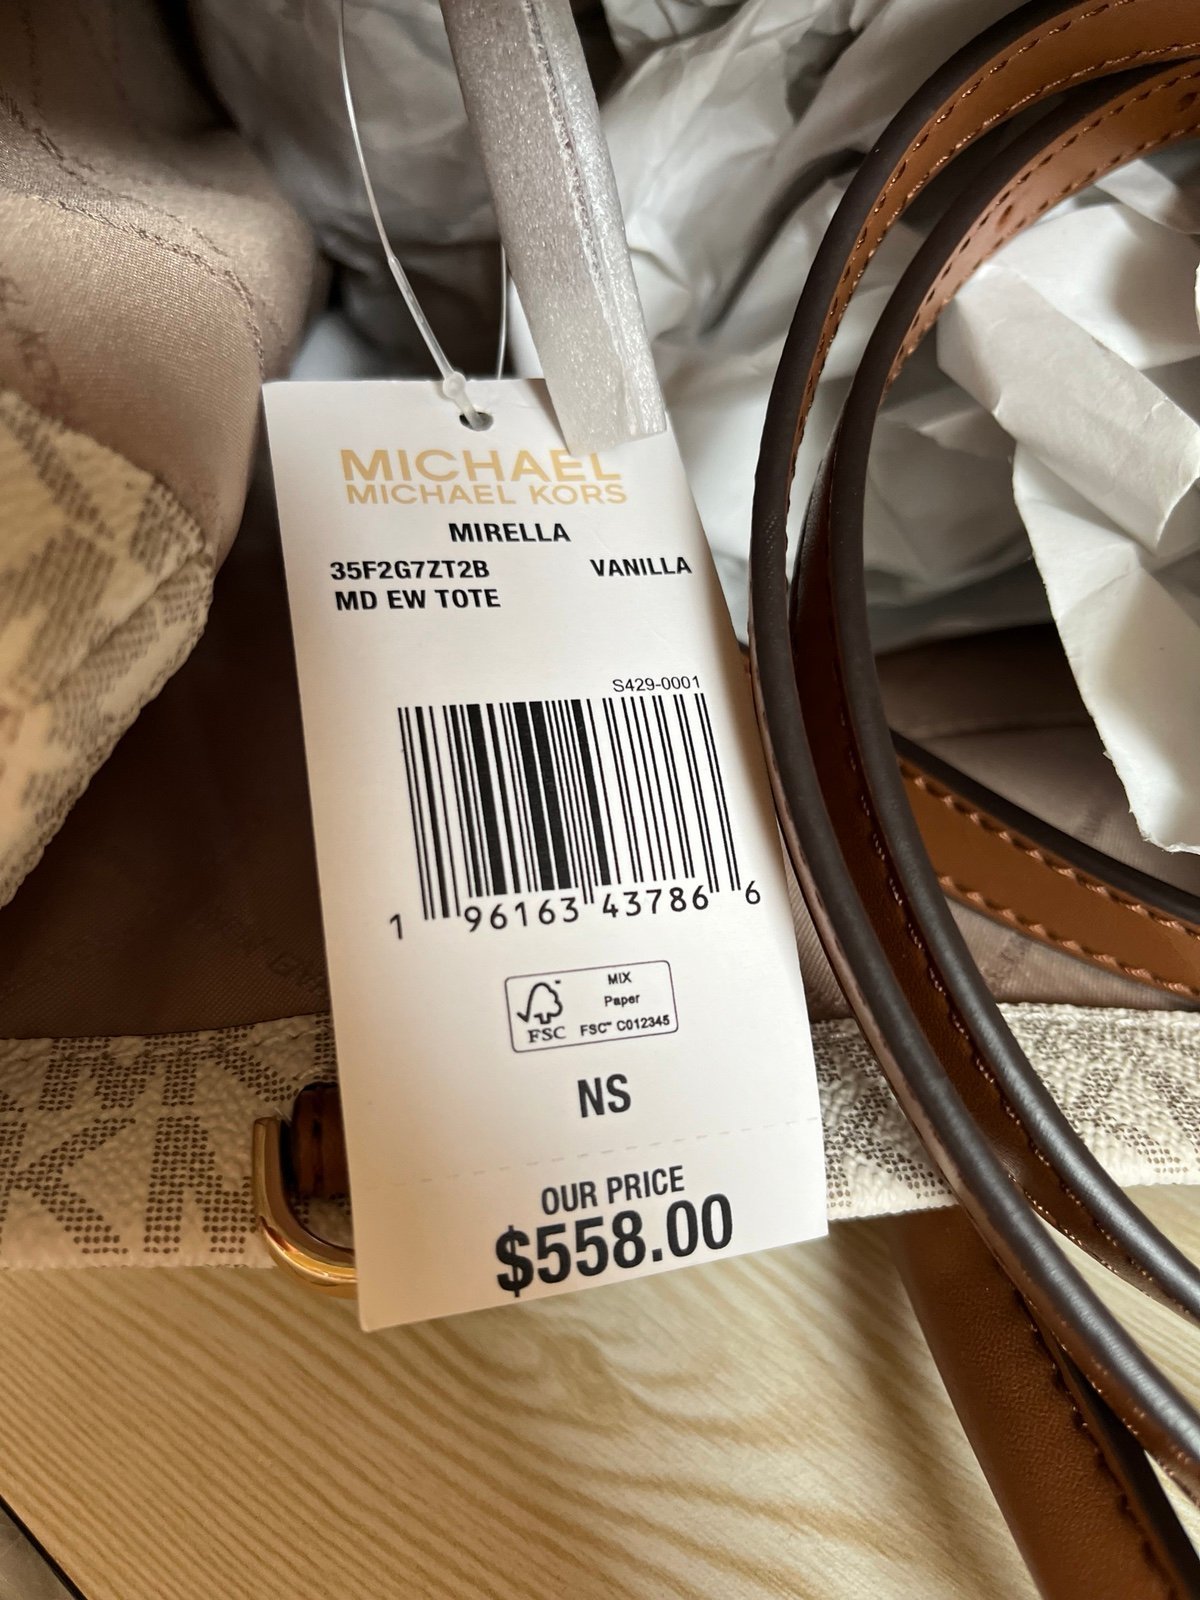 MICHAEL
MICHAEL KORS
MIRELLA
35F2G7ZT2B VANILLA
MD EW TOTE
S429-0001
1 96163 43786 6
MIX
Paper
FSC FSC™ C012345
NS
OUR PRICE
$558.00